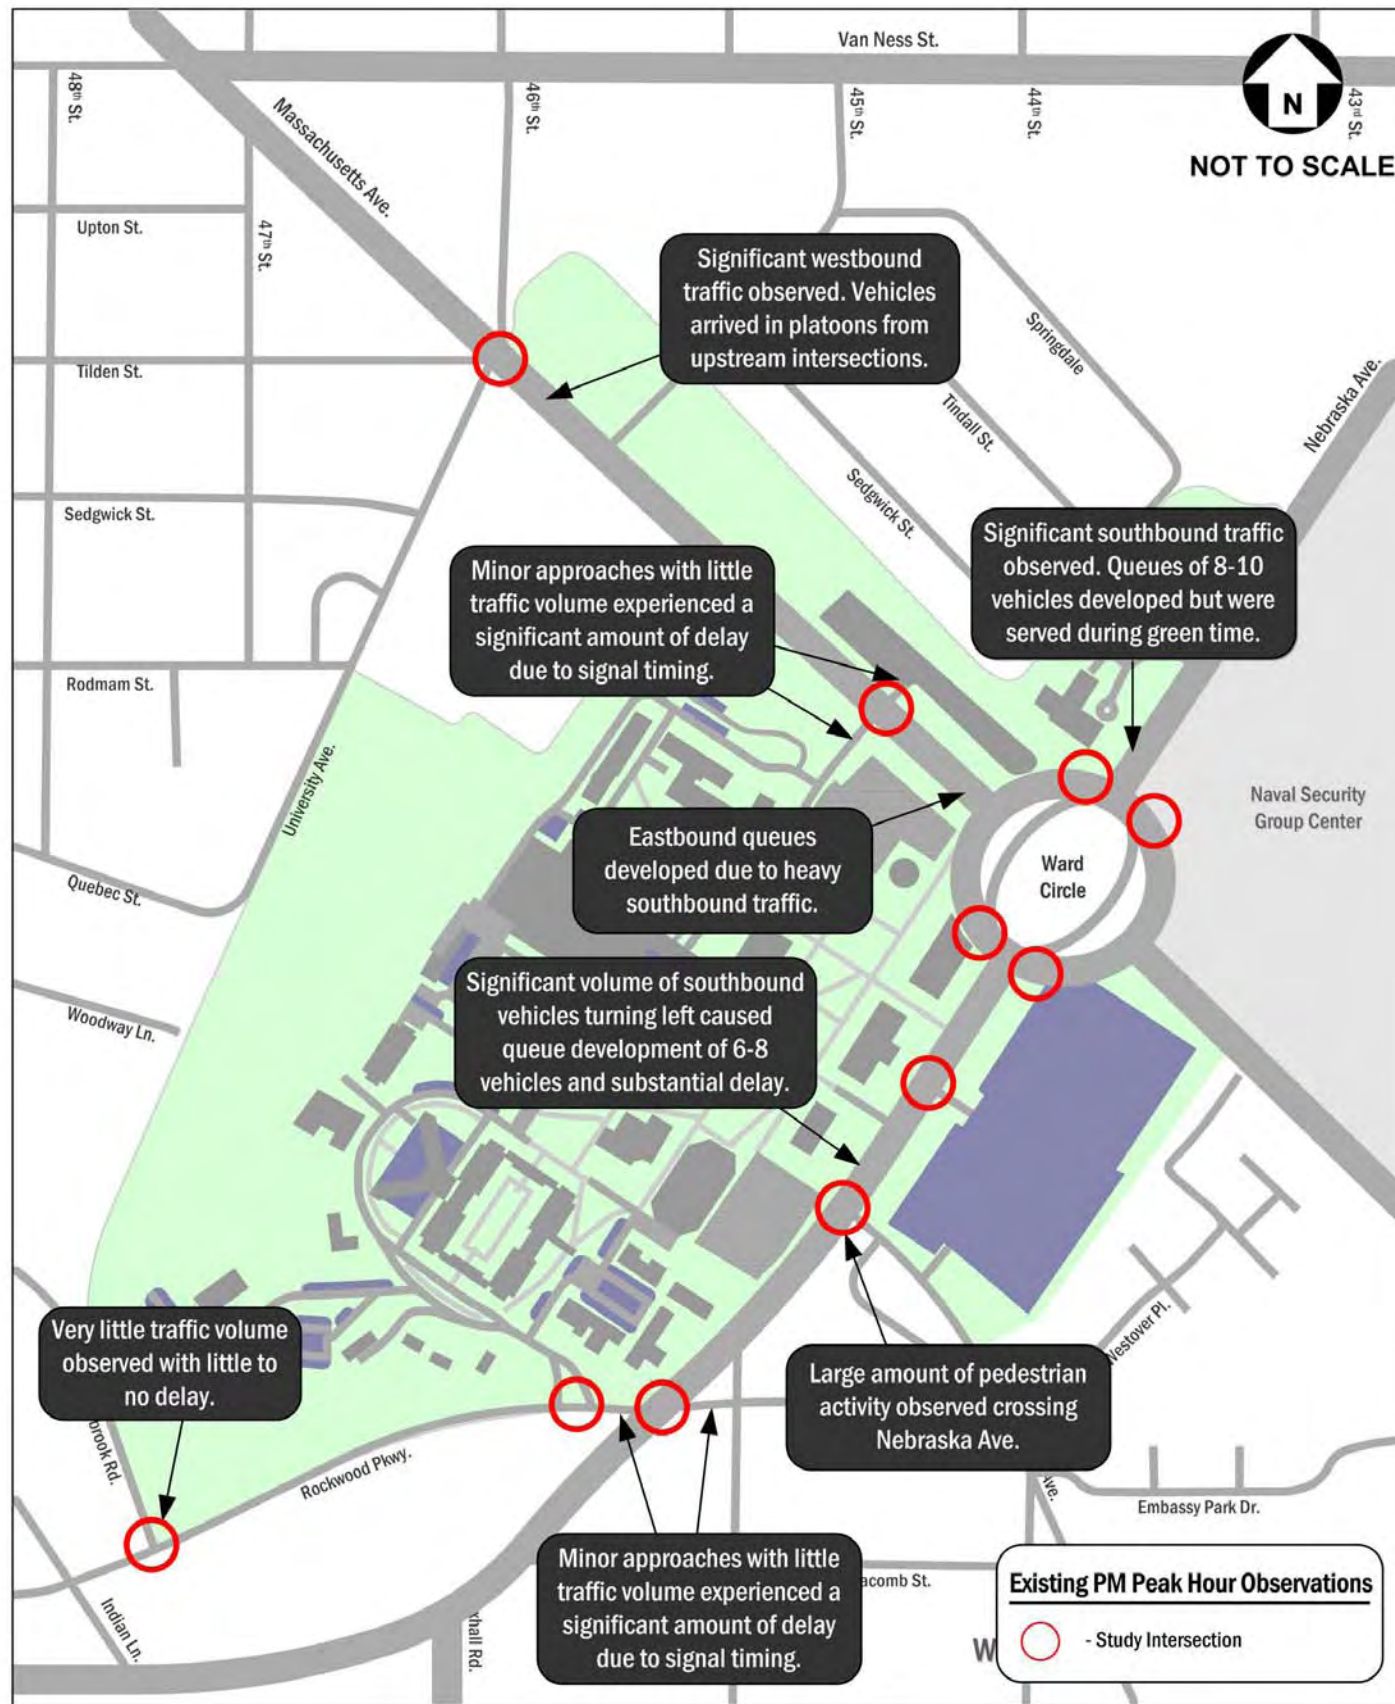 Van Ness St.
48th St.
46th St.
45th St.
44th St.
43rd St.
N
NOT TO SCALE
Massachusetts Ave.
Upton St.
47th St.
Significant westbound
traffic observed. Vehicles
arrived in platoons from
upstream intersections.
Springdale
Tilden St.
Tindall St.
Nebraska Ave.
Sedgwick St.
Sedgwick St.
Significant southbound traffic
observed. Queues of 8-10
vehicles developed but were
served during green time.
Minor approaches with little
traffic volume experienced a
significant amount of delay
due to signal timing.
Rodmam St.
University Ave.
Naval Security
Group Center
Eastbound queues
developed due to heavy
southbound traffic.
Ward
Circle
Quebec St.
Significant volume of southbound
vehicles turning left caused
queue development of 6-8
vehicles and substantial delay.
Woodway Ln.
Very little traffic volume
observed with little to
no delay.
Westover Pl.
Large amount of pedestrian
activity observed crossing
Nebraska Ave.
brook Rd.
Rockwood Pkwy.
Ave.
Embassy Park Dr.
Minor approaches with little
traffic volume experienced a
significant amount of delay
due to signal timing.
acomb St.
Indian Ln.
xhall Rd.
W
Existing PM Peak Hour Observations
- Study Intersection